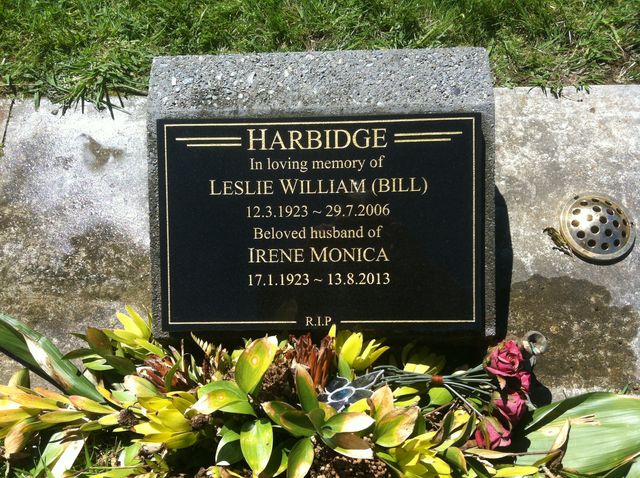 HARBIDGE
In loving memory of
LESLIE WILLIAM (BILL)
12.3.1923 ~ 29.7.2006
Beloved husband of
IRENE MONICA
17.1.1923 ~ 13.8.2013
R.I.P.